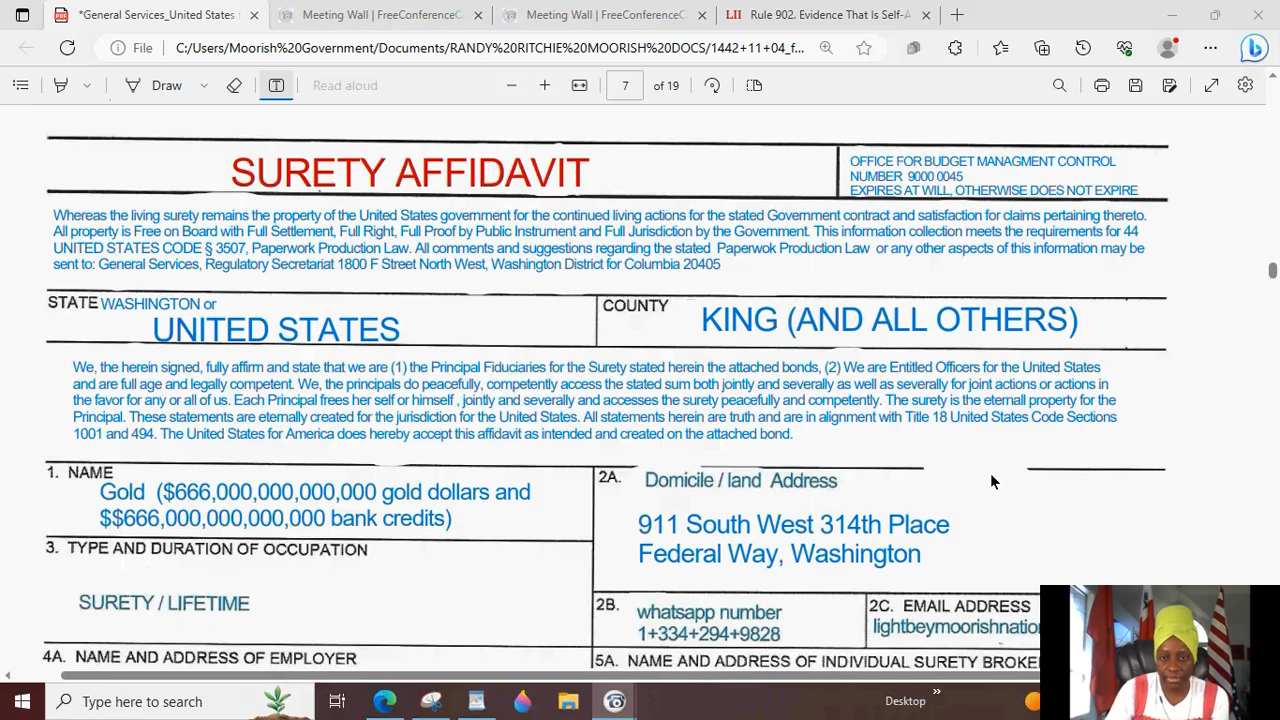 *General Services_United States
Meeting Wall | FreeConferenceC
Meeting Wall | FreeConferenceC
LII Rule 902. Evidence That Is Self-A
File
C:/Users/Moorish%20Government/Documents/RANDY%20RITCHIE%20MOORISH%20DOCS/1442+11+04_f...
Draw
Read aloud
7 of 19
SURETY AFFIDAVIT
OFFICE FOR BUDGET MANAGMENT CONTROL
NUMBER 9000 0045
EXPIRES AT WILL, OTHERWISE DOES NOT EXPIRE
Whereas the living surety remains the property of the United States government for the continued living actions for the stated Government contract and satisfaction for claims pertaining thereto.
All property is Free on Board with Full Settlement, Full Right, Full Proof by Public Instrument and Full Jurisdiction by the Government. This information collection meets the requirements for 44
UNITED STATES CODE § 3507, Paperwork Production Law. All comments and suggestions regarding the stated Paperwok Production Law or any other aspects of this information may be
sent to: General Services, Regulatory Secretariat 1800 F Street North West, Washington District for Columbia 20405
STATE WASHINGTON or
UNITED STATES
COUNTY
KING (AND ALL OTHERS)
We, the herein signed, fully affirm and state that we are (1) the Principal Fiduciaries for the Surety stated herein the attached bonds, (2) We are Entitled Officers for the United States
and are full age and legally competent. We, the principals do peacefully, competently access the stated sum both jointly and severally as well as severally for joint actions or actions in
the favor for any or all of us. Each Principal frees her self or himself , jointly and severally and accesses the surety peacefully and competently. The surety is the eternall property for the
Principal. These statements are eternally created for the jurisdiction for the United States. All statements herein are truth and are in alignment with Title 18 United States Code Sections
1001 and 494. The United States for America does hereby accept this affidavit as intended and created on the attached bond.
1. NAME
Gold ($666,000,000,000,000 gold dollars and
$$666,000,000,000,000 bank credits)
2A. Domicile / land Address
911 South West 314th Place
Federal Way, Washington
3. TYPE AND DURATION OF OCCUPATION
SURETY / LIFETIME
2B. whatsapp number
1+334+294+9828
2C. EMAIL ADDRESS
lightbeymoorishnatio
4A. NAME AND ADDRESS OF EMPLOYER
5A. NAME AND ADDRESS OF INDIVIDUAL SURETY BROKE
Type here to search
Desktop